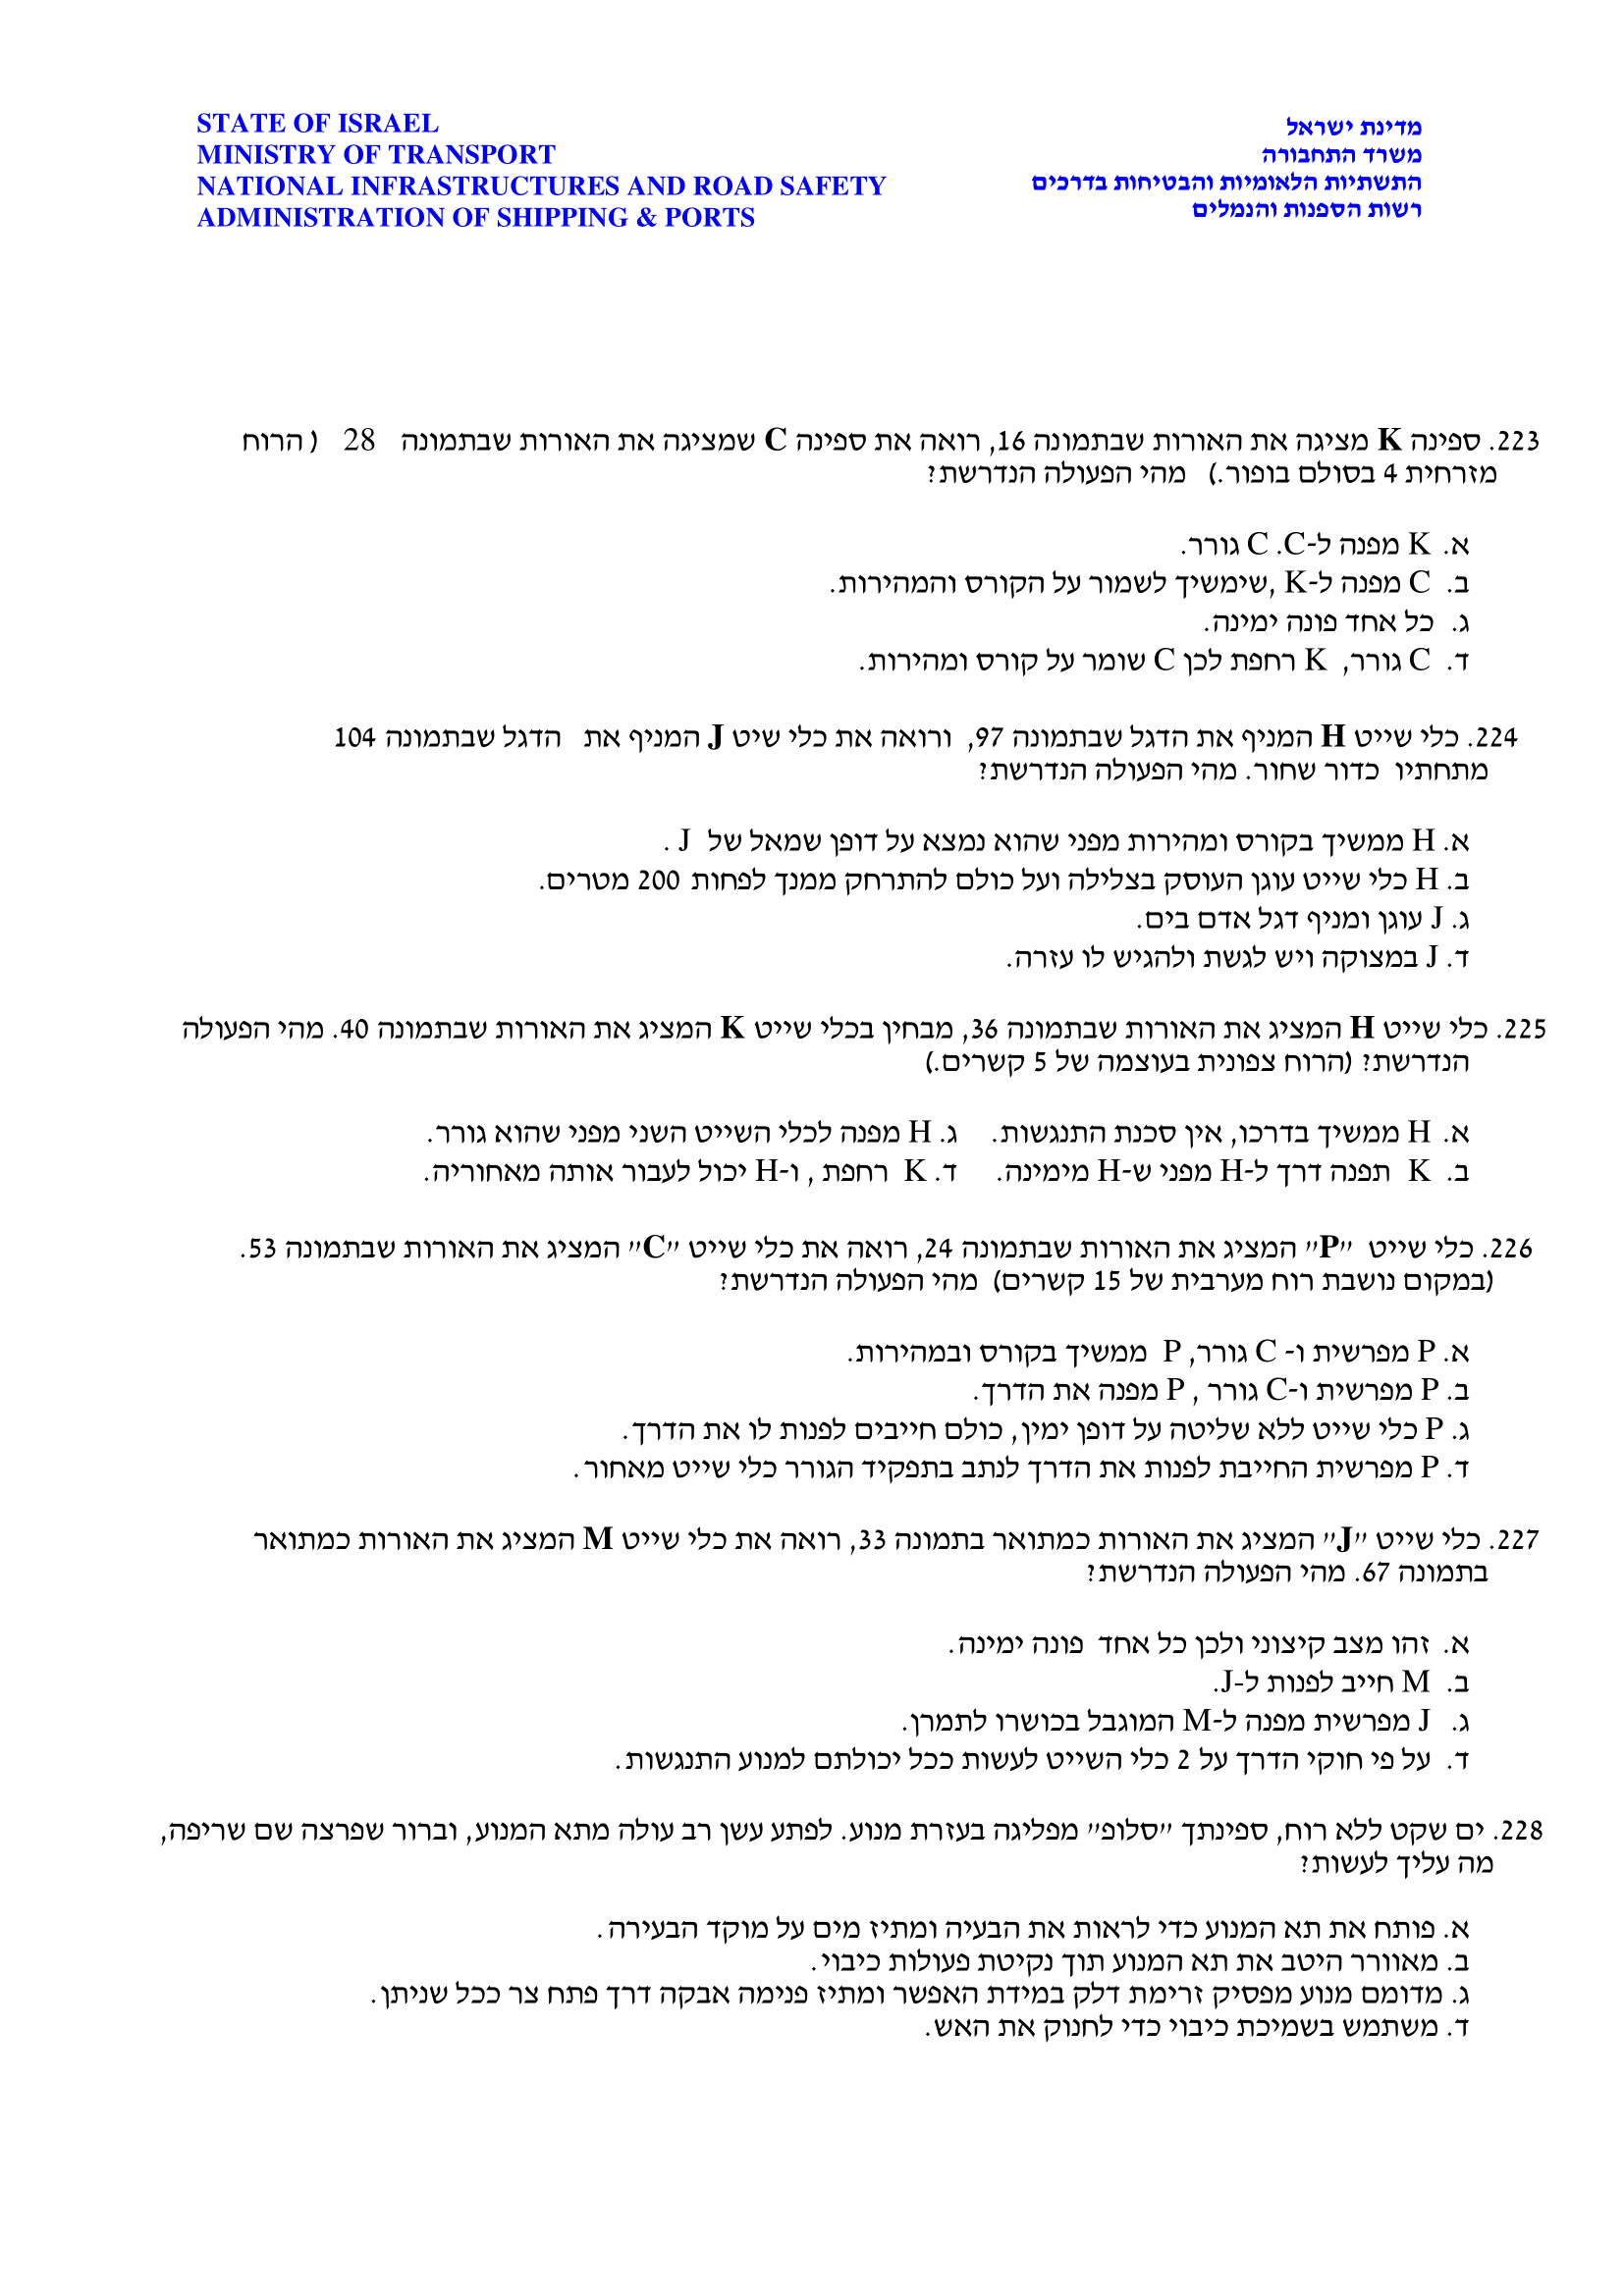 STATE OF ISRAEL
MINISTRY OF TRANSPORT
NATIONAL INFRASTRUCTURES AND ROAD SAFETY
ADMINISTRATION OF SHIPPING & PORTS
מדינת ישראל
משרד התחבורה
התשתיות הלאומיות והבטיחות בדרכים
רשות הספנות והנמלים
223. ספינה K מציגה את האורות שבתמונה 16, רואה את ספינה C שמציגה את האורות שבתמונה 28 ( הרוח
מזרחית 4 בסולם בופור.) מהי הפעולה הנדרשת?
א. K מפנה ל-C. C גורר.
ב. C מפנה ל-K ,שימשיך לשמור על הקורס והמהירות.
ג. כל אחד פונה ימינה.
ד. C גורר, K רחפת לכן C שומר על קורס ומהירות.
224. כלי שייט H המניף את הדגל שבתמונה 97, ורואה את כלי שיט J המניף את הדגל שבתמונה 104
מתחתיו כדור שחור. מהי הפעולה הנדרשת?
א. H ממשיך בקורס ומהירות מפני שהוא נמצא על דופן שמאל של J .
ב. H כלי שייט עוגן העוסק בצלילה ועל כולם להתרחק ממנך לפחות 200 מטרים.
ג. J עוגן ומניף דגל אדם בים.
ד. J במצוקה ויש לגשת ולהגיש לו עזרה.
225. כלי שייט H המציג את האורות שבתמונה 36, מבחין בכלי שייט K המציג את האורות שבתמונה 40. מהי הפעולה
הנדרשת? (הרוח צפונית בעוצמה של 5 קשרים.)
א. H ממשיך בדרכו, אין סכנת התנגשות. ג. H מפנה לכלי השייט השני מפני שהוא גורר.
ב. K תפנה דרך ל-H מפני ש-H מימינה. ד. K רחפת , ו-H יכול לעבור אותה מאחוריה.
226. כלי שייט "P" המציג את האורות שבתמונה 24, רואה את כלי שייט "C" המציג את האורות שבתמונה 53.
(במקום נושבת רוח מערבית של 15 קשרים) מהי הפעולה הנדרשת?
א. P מפרשית ו- C גורר, P ממשיך בקורס ובמהירות.
ב. P מפרשית ו-C גורר , P מפנה את הדרך.
ג. P כלי שייט ללא שליטה על דופן ימין, כולם חייבים לפנות לו את הדרך.
ד. P מפרשית החייבת לפנות את הדרך לנתב בתפקיד הגורר כלי שייט מאחור.
227. כלי שייט "J" המציג את האורות כמתואר בתמונה 33, רואה את כלי שייט M המציג את האורות כמתואר
בתמונה 67. מהי הפעולה הנדרשת?
א. זהו מצב קיצוני ולכן כל אחד פונה ימינה.
ב. M חייב לפנות ל-J.
ג. J מפרשית מפנה ל-M המוגבל בכושרו לתמרן.
ד. על פי חוקי הדרך על 2 כלי השייט לעשות ככל יכולתם למנוע התנגשות.
228. ים שקט ללא רוח, ספינתך "סלופ" מפליגה בעזרת מנוע. לפתע עשן רב עולה מתא המנוע, וברור שפרצה שם שריפה,
מה עליך לעשות?
א. פותח את תא המנוע כדי לראות את הבעיה ומתיז מים על מוקד הבעירה.
ב. מאוורר היטב את תא המנוע תוך נקיטת פעולות כיבוי.
ג. מדומם מנוע מפסיק זרימת דלק במידת האפשר ומתיז פנימה אבקה דרך פתח צר ככל שניתן.
ד. משתמש בשמיכת כיבוי כדי לחנוק את האש.